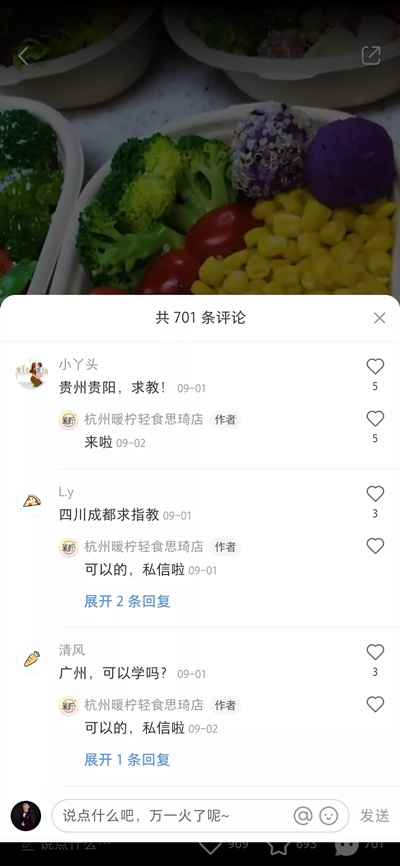 共 701 条评论
小丫头
贵州贵阳，求教！ 09-01
5
杭州暖柠轻食思琦店 作者
来啦 09-02
5
L.y
四川成都求指教 09-01
3
杭州暖柠轻食思琦店 作者
可以的，私信啦 09-01
展开 2 条回复
清风
广州，可以学吗？ 09-01
3
杭州暖柠轻食思琦店 作者
可以的，私信啦 09-02
展开 1 条回复
说点什么吧，万一火了呢~
发送
说点什么… 909 693 701